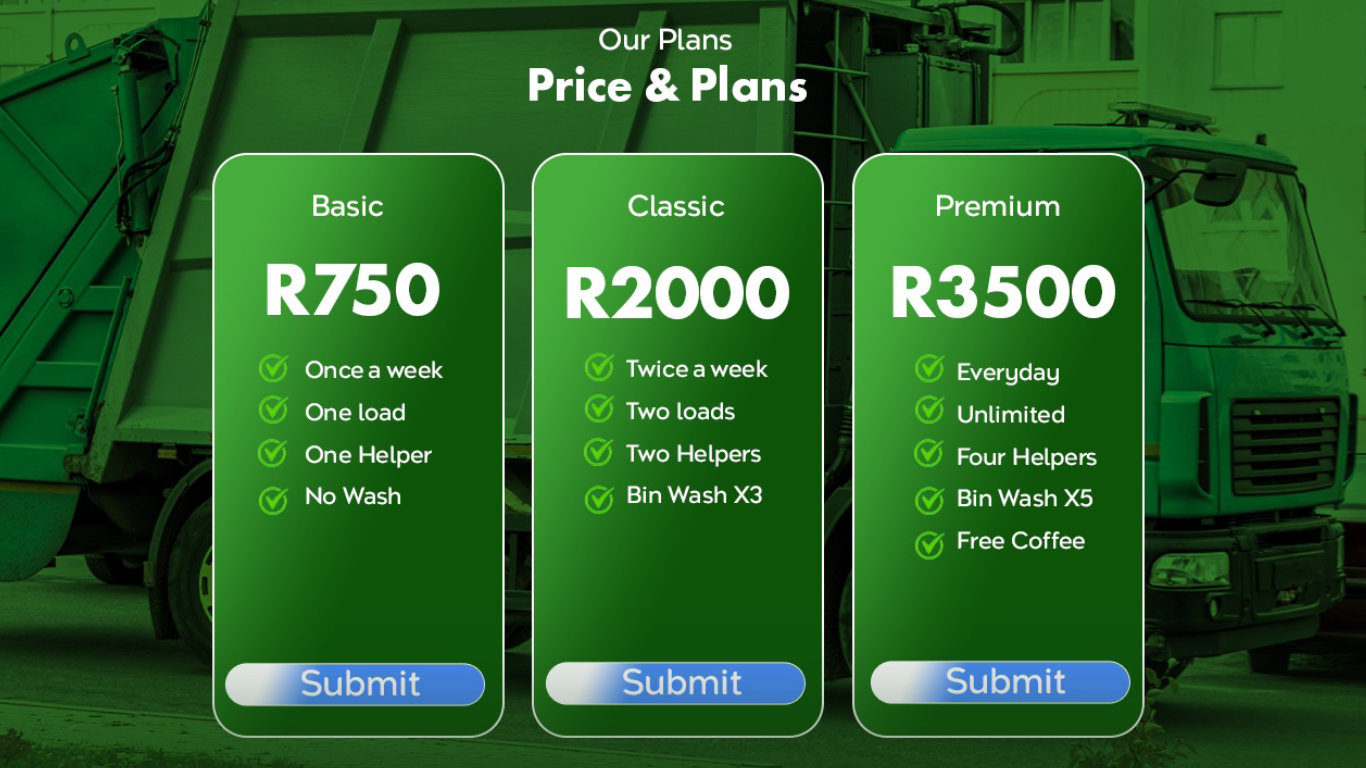 Our Plans
Price & Plans
Basic
R750
Once a week
One load
One Helper
No Wash
Submit
Classic
R2000
Twice a week
Two loads
Two Helpers
Bin Wash X3
Submit
Premium
R3500
Everyday
Unlimited
Four Helpers
Bin Wash X5
Free Coffee
Submit